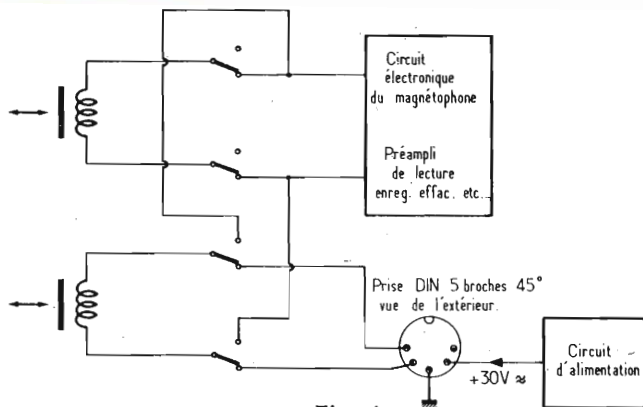 Circuit
électronique
du magnétophone
Préampli
de lecture
enreg. effac. etc...
Prise DIN 5 broches 45°
vue de l'extérieur.
+30V ≈
Circuit
d'alimentation